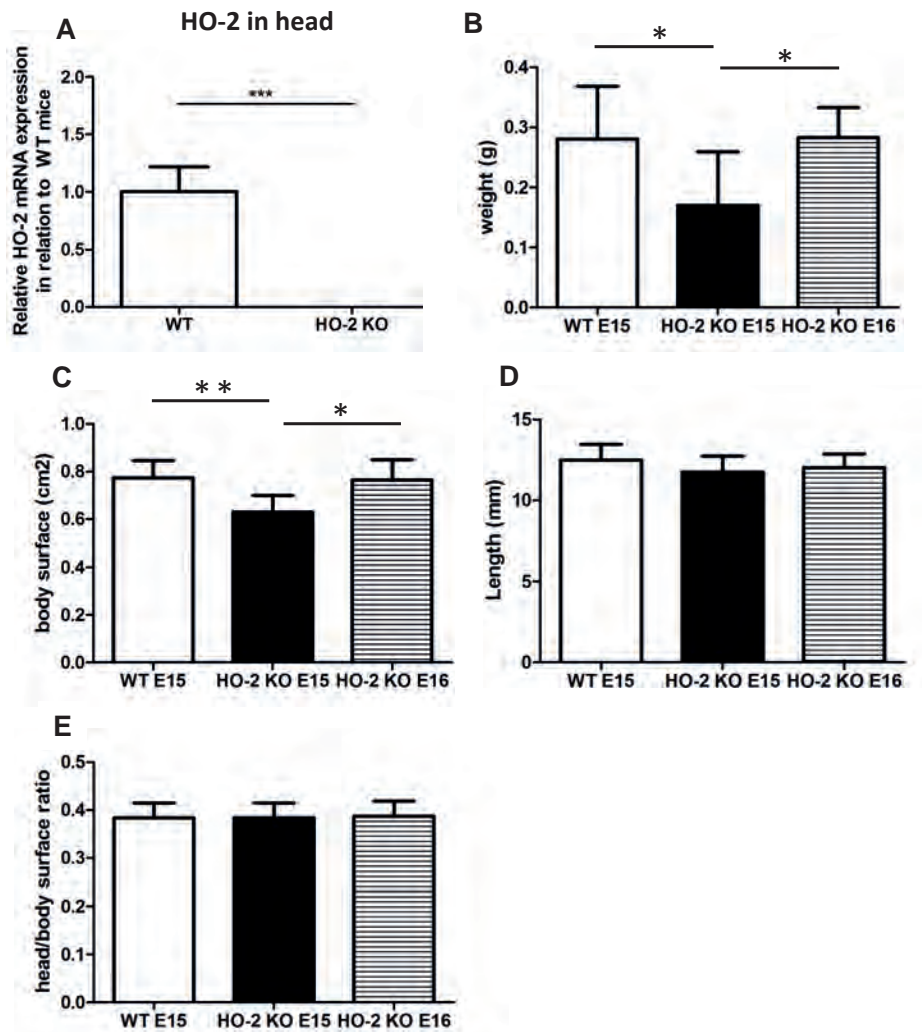 A
HO-2 in head
Relative HO-2 mRNA expression
in relation to WT mice
2.0
1.5
1.0
0.5
0.0
***
WT
HO-2 KO
B
weight (g)
0.4
0.3
0.2
0.1
0.0
*
*
WT E15
HO-2 KO E15
HO-2 KO E16
C
body surface (cm2)
1.0
0.8
0.6
0.4
0.2
0.0
* *
*
WT E15
HO-2 KO E15
HO-2 KO E16
D
Length (mm)
15
10
5
0
WT E15
HO-2 KO E15
HO-2 KO E16
E
head/body surface ratio
0.5
0.4
0.3
0.2
0.1
0.0
WT E15
HO-2 KO E15
HO-2 KO E16